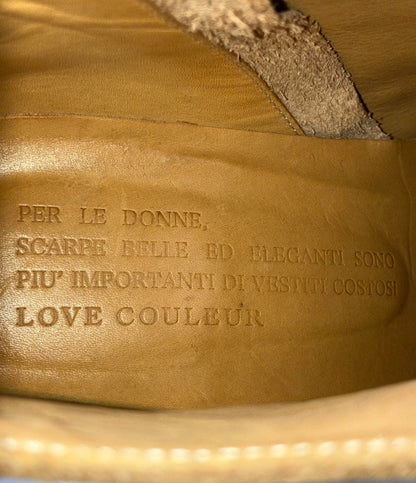 PER LE DONNE,
SCARPE BELLE ED ELEGANTI SONO
PIU' IMPORTANTI DI VESTITI COSTOSI
LOVE COULEUR